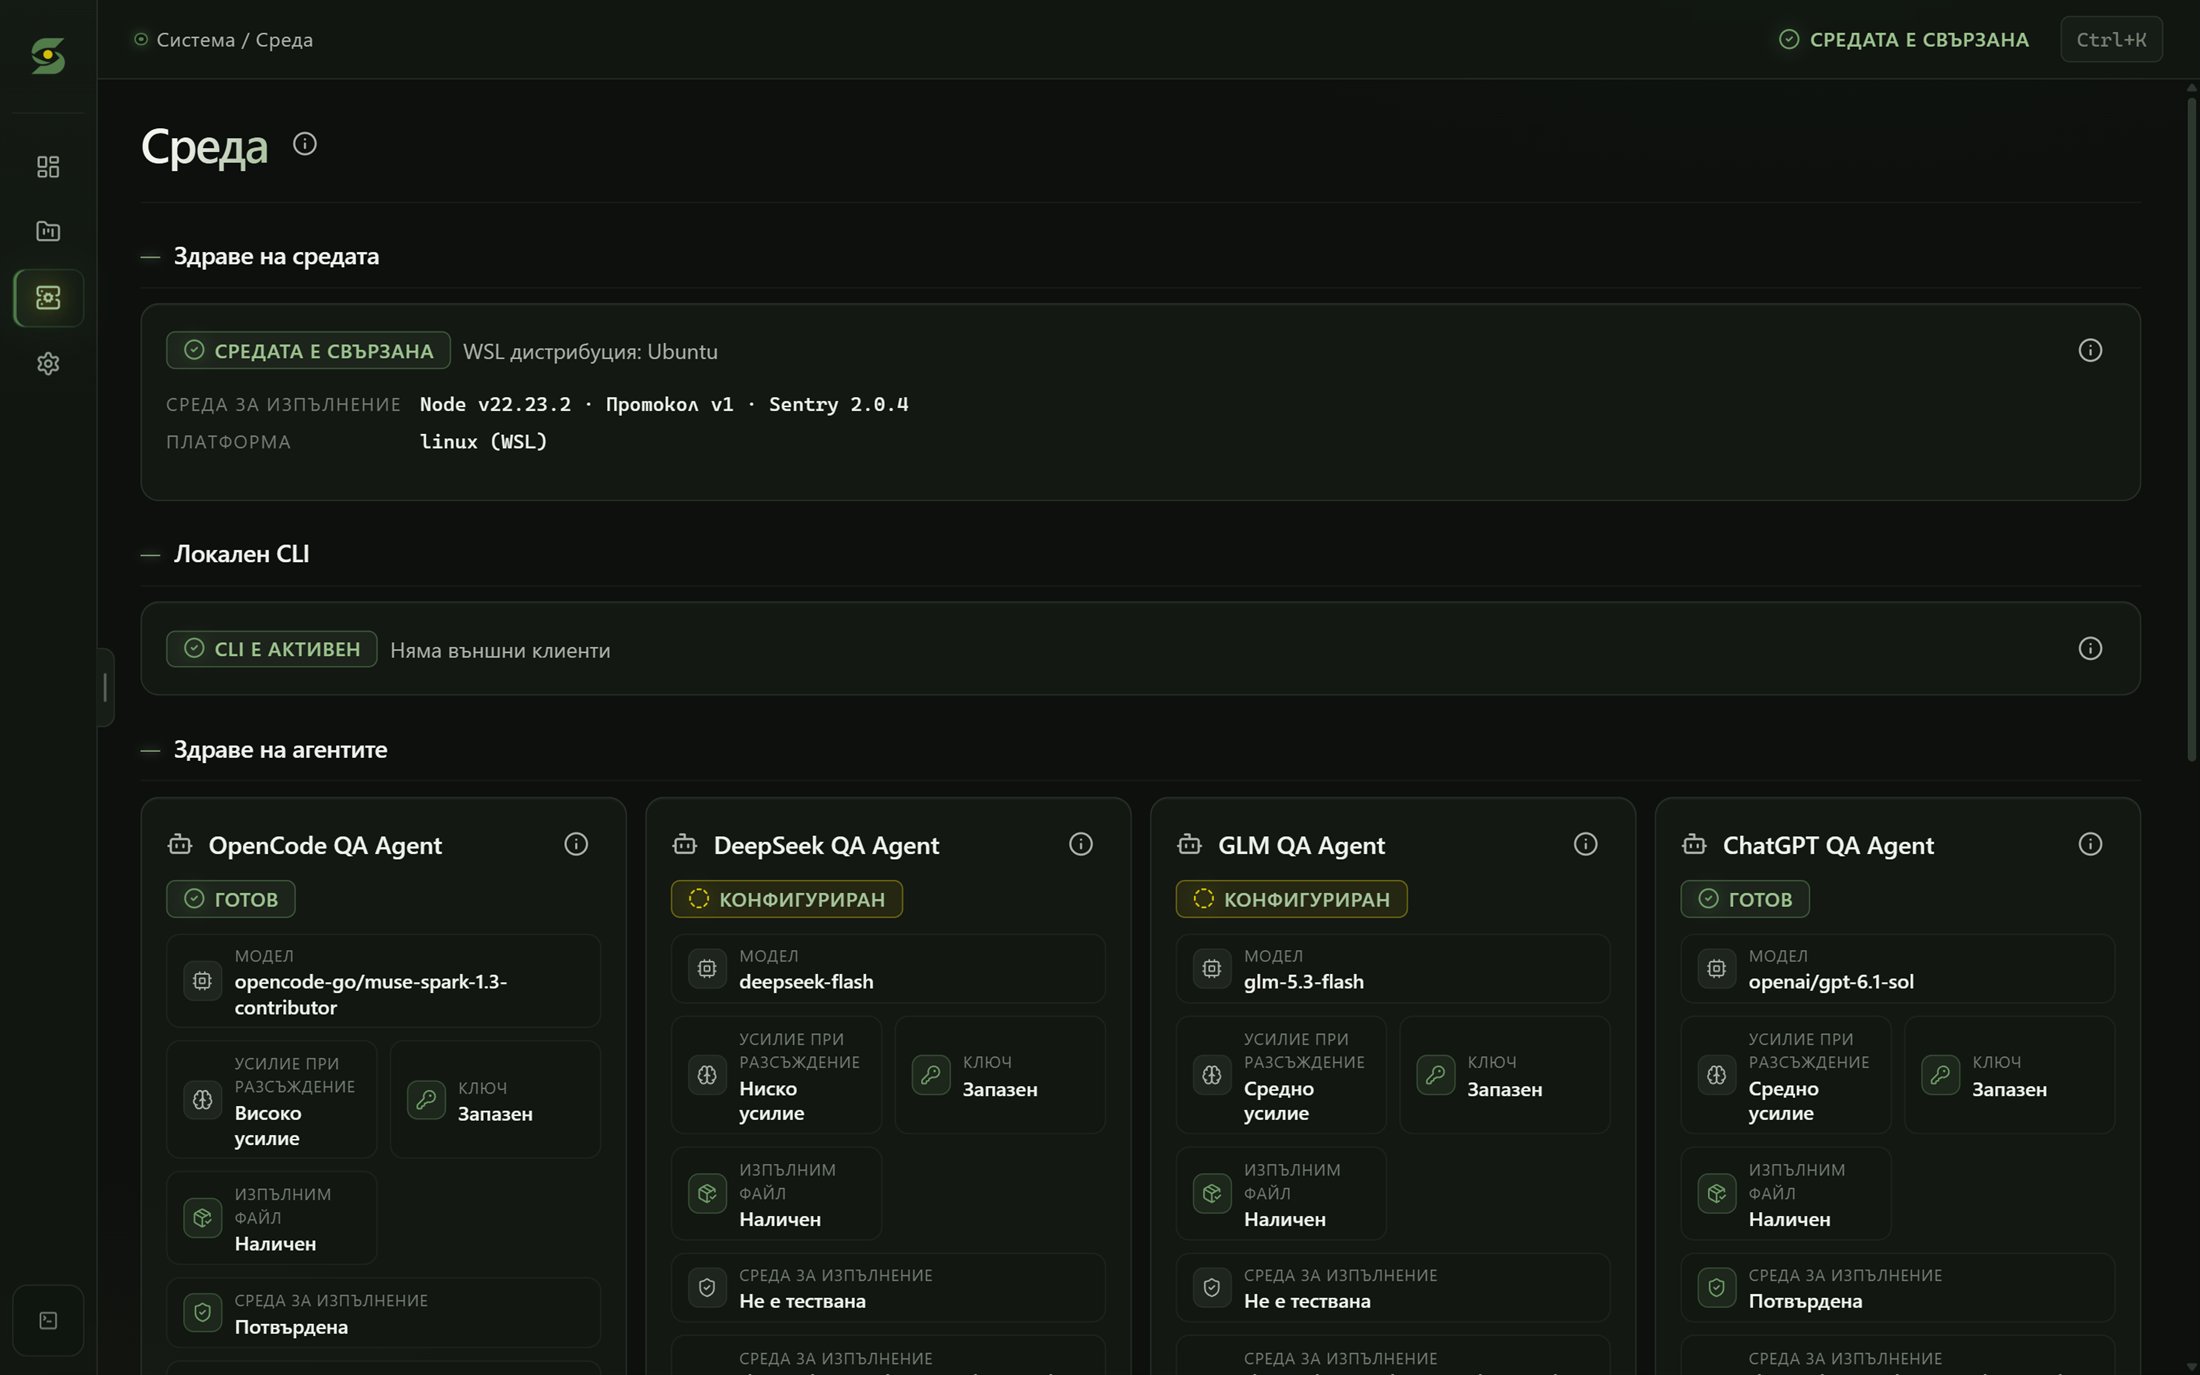 Система / Среда
СРЕДАТА Е СВЪРЗАНА
Ctrl+K
Среда
Здраве на средата
СРЕДАТА Е СВЪРЗАНА
WSL дистрибуция: Ubuntu
СРЕДА ЗА ИЗПЪЛНЕНИЕ
Node v22.23.2 · Протокол v1 · Sentry 2.0.4
ПЛАТФОРМА
linux (WSL)
Локален CLI
CLI Е АКТИВЕН
Няма външни клиенти
Здраве на агентите
OpenCode QA Agent
ГОТОВ
МОДЕЛ
opencode-go/muse-spark-1.3-
contributor
УСИЛИЕ ПРИ
РАЗСЪЖДЕНИЕ
Високо
усилие
КЛЮЧ
Запазен
ИЗПЪЛНИМ
ФАЙЛ
Наличен
СРЕДА ЗА ИЗПЪЛНЕНИЕ
Потвърдена
DeepSeek QA Agent
КОНФИГУРИРАН
МОДЕЛ
deepseek-flash
УСИЛИЕ ПРИ
РАЗСЪЖДЕНИЕ
Ниско
усилие
КЛЮЧ
Запазен
ИЗПЪЛНИМ
ФАЙЛ
Наличен
СРЕДА ЗА ИЗПЪЛНЕНИЕ
Не е тествана
СРЕДА ЗА ИЗПЪЛНЕНИЕ
GLM QA Agent
КОНФИГУРИРАН
МОДЕЛ
glm-5.3-flash
УСИЛИЕ ПРИ
РАЗСЪЖДЕНИЕ
Средно
усилие
КЛЮЧ
Запазен
ИЗПЪЛНИМ
ФАЙЛ
Наличен
СРЕДА ЗА ИЗПЪЛНЕНИЕ
Не е тествана
СРЕДА ЗА ИЗПЪЛНЕНИЕ
ChatGPT QA Agent
ГОТОВ
МОДЕЛ
openai/gpt-6.1-sol
УСИЛИЕ ПРИ
РАЗСЪЖДЕНИЕ
Средно
усилие
КЛЮЧ
Запазен
ИЗПЪЛНИМ
ФАЙЛ
Наличен
СРЕДА ЗА ИЗПЪЛНЕНИЕ
Потвърдена
СРЕДА ЗА ИЗПЪЛНЕНИЕ